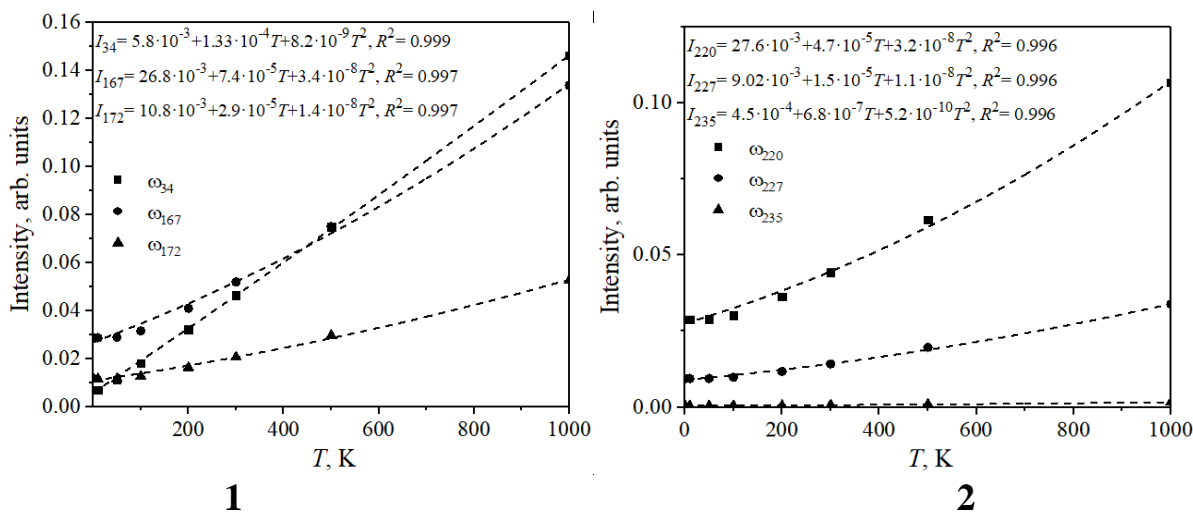 I34= 5.8·10-3+1.33·10-4T+8.2·10-9T2, R2= 0.999
I167= 26.8·10-3+7.4·10-5T+3.4·10-8T2, R2= 0.997
I172= 10.8·10-3+2.9·10-5T+1.4·10-8T2, R2= 0.997
ω34
ω167
ω172
0.16
0.14
0.12
0.10
0.08
0.06
0.04
0.02
0.00
200
400
600
800
1000
Intensity, arb. units
T, K
1
I220= 27.6·10-3+4.7·10-5T+3.2·10-8T2, R2= 0.996
I227= 9.02·10-3+1.5·10-5T+1.1·10-8T2, R2= 0.996
I235= 4.5·10-4+6.8·10-7T+5.2·10-10T2, R2= 0.996
ω220
ω227
ω235
0.10
0.05
0.00
0
200
400
600
800
1000
Intensity, arb. units
T, K
2